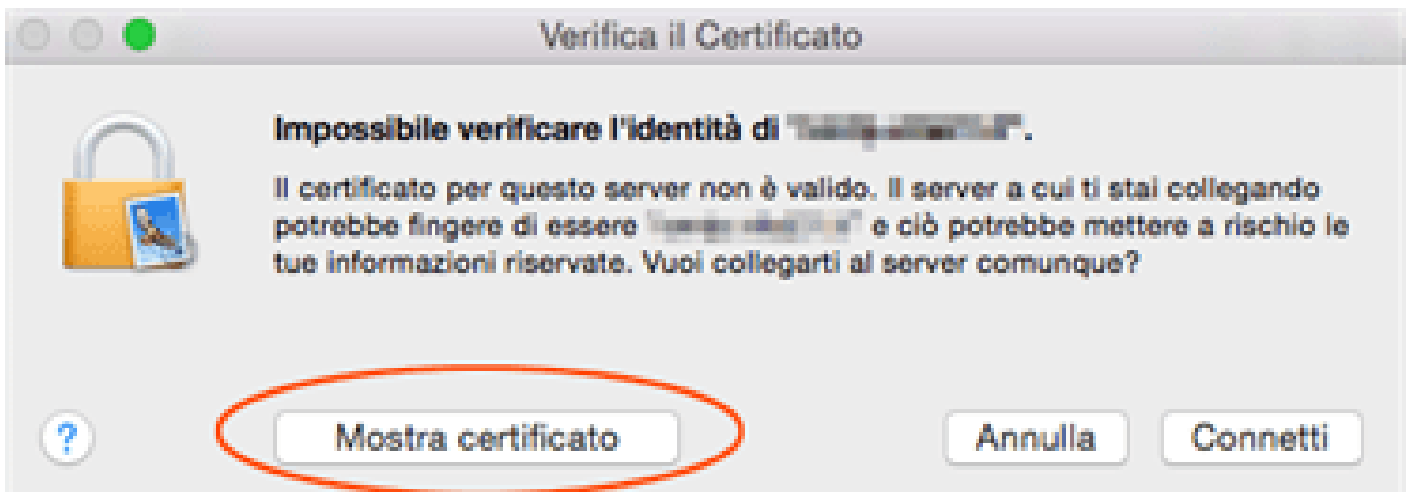 Verifica il Certificato
Impossibile verificare l'identità di " ".
Il certificato per questo server non è valido. Il server a cui ti stai collegando
potrebbe fingere di essere " " e ciò potrebbe mettere a rischio le
tue informazioni riservate. Vuoi collegarti al server comunque?
? Mostra certificato Annulla Connetti